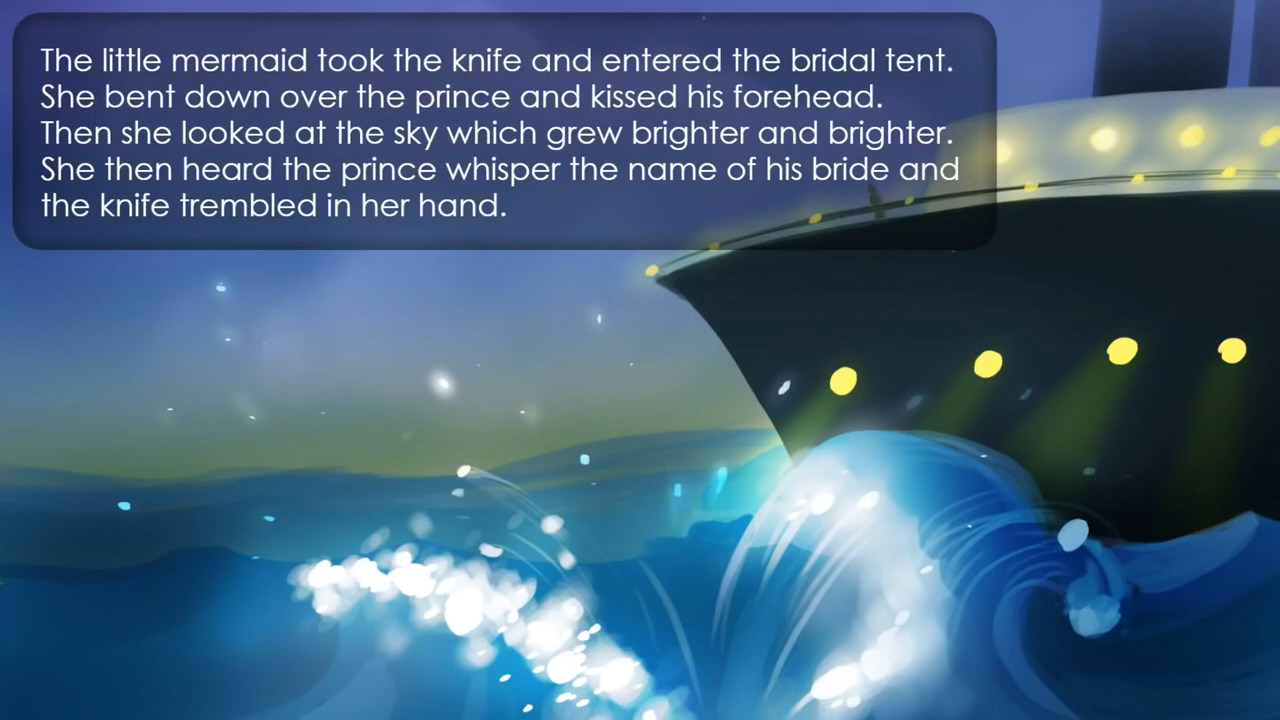 The little mermaid took the knife and entered the bridal tent.
She bent down over the prince and kissed his forehead.
Then she looked at the sky which grew brighter and brighter.
She then heard the prince whisper the name of his bride and
the knife trembled in her hand.